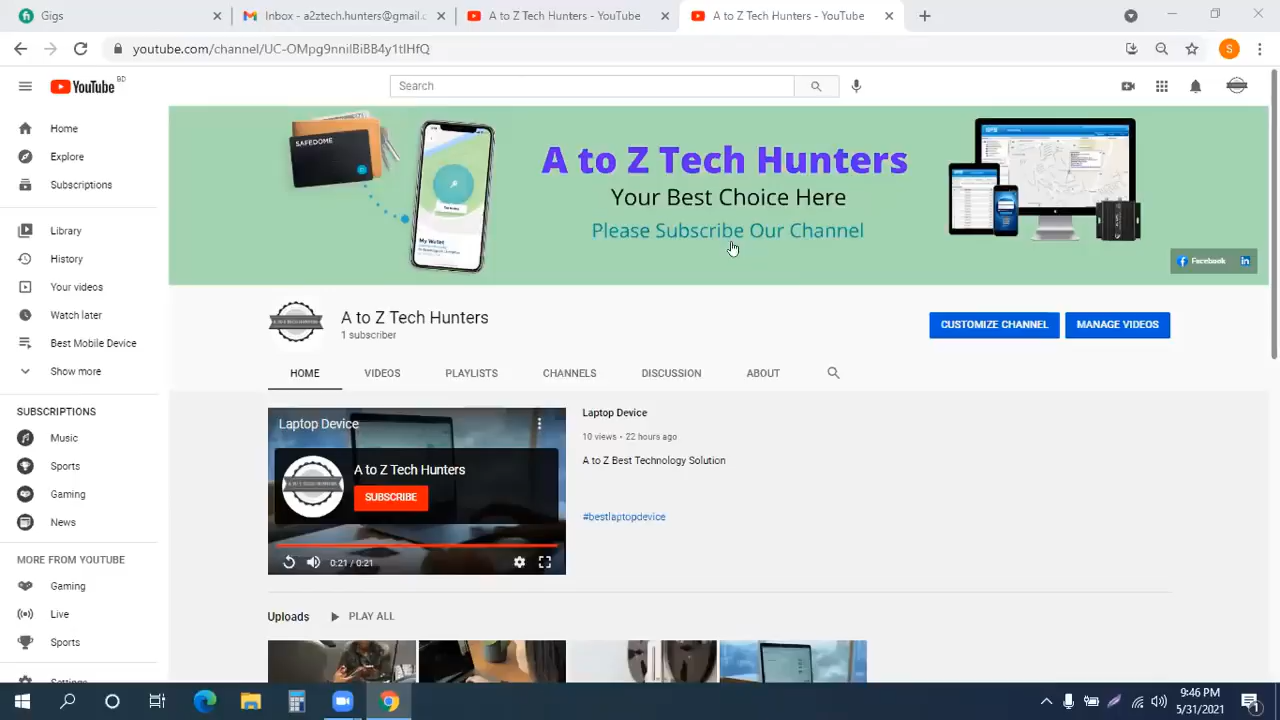 Gigs
Inbox - a2ztech.hunters@gmail.c
A to Z Tech Hunters - YouTube
A to Z Tech Hunters - YouTube
youtube.com/channel/UC-OMpg9nnilBiBB4y1tlHfQ
S
YouTube BD
Search
Home
Explore
Subscriptions
Library
History
Your videos
Watch later
Best Mobile Device
Show more
SUBSCRIPTIONS
Music
Sports
Gaming
News
MORE FROM YOUTUBE
Gaming
Live
Sports
Settings
SAFEDOME
My Wallet
A to Z Tech Hunters
Your Best Choice Here
Please Subscribe Our Channel
Facebook
A to Z Tech Hunters
1 subscriber
CUSTOMIZE CHANNEL
MANAGE VIDEOS
HOME
VIDEOS
PLAYLISTS
CHANNELS
DISCUSSION
ABOUT
Laptop Device
A to Z Tech Hunters
SUBSCRIBE
0:21 / 0:21
Laptop Device
10 views • 22 hours ago
A to Z Best Technology Solution
#bestlaptopdevice
Uploads
PLAY ALL
9:46 PM
5/31/2021
1